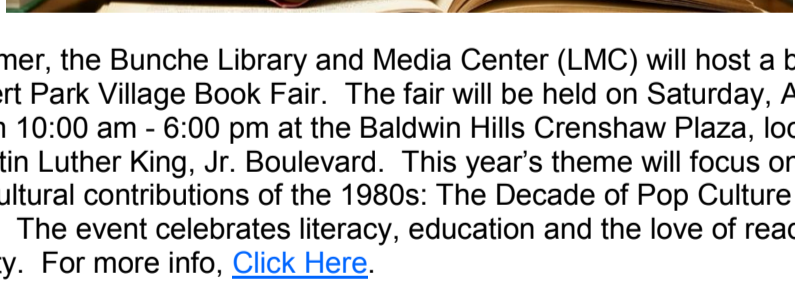 mer, the Bunche Library and Media Center (LMC) will host a b
ert Park Village Book Fair. The fair will be held on Saturday, A
10:00 am - 6:00 pm at the Baldwin Hills Crenshaw Plaza, loc
tin Luther King, Jr. Boulevard. This year’s theme will focus on
ultural contributions of the 1980s: The Decade of Pop Culture
The event celebrates literacy, education and the love of read
ty. For more info, Click Here.